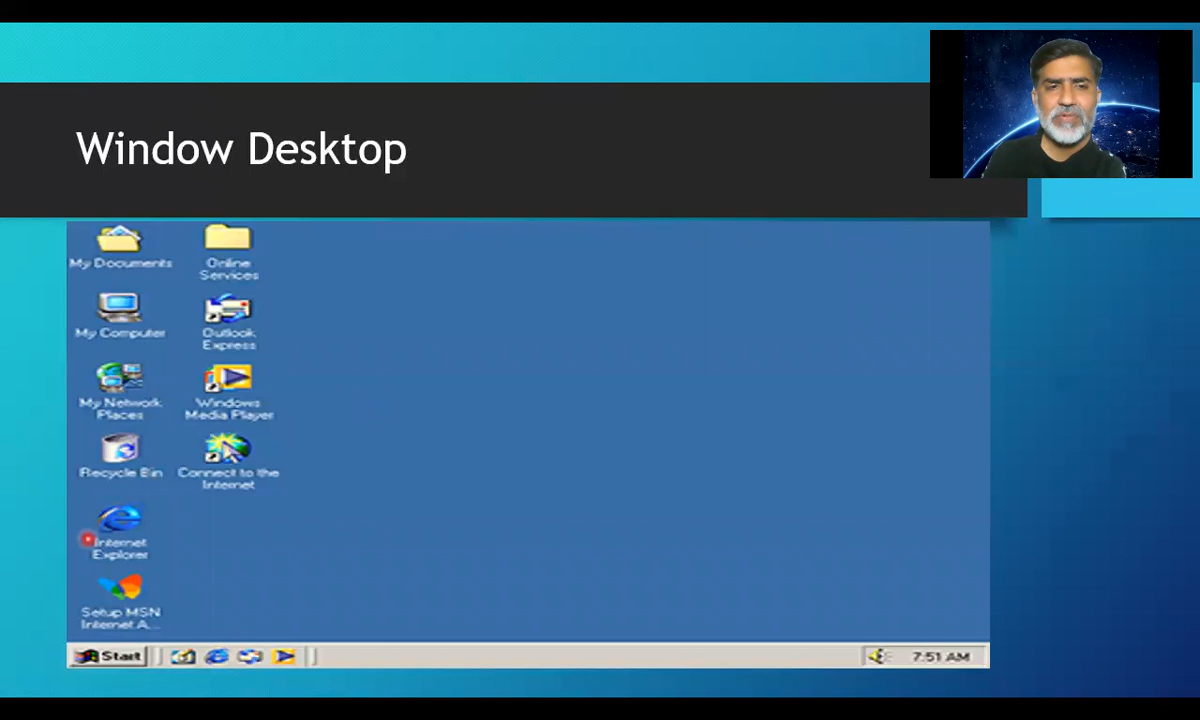 Window Desktop
My Documents
Online
Services
My Computer
Outlook
Express
My Network
Places
Windows
Media Player
Recycle Bin
Connect to the
Internet
Internet
Explorer
Setup MSN
Internet A...
Start
7:51 AM